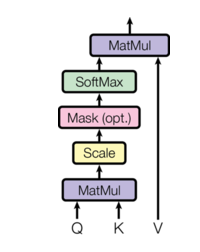 MatMul
SoftMax
Mask (opt.)
Scale
MatMul
Q K V